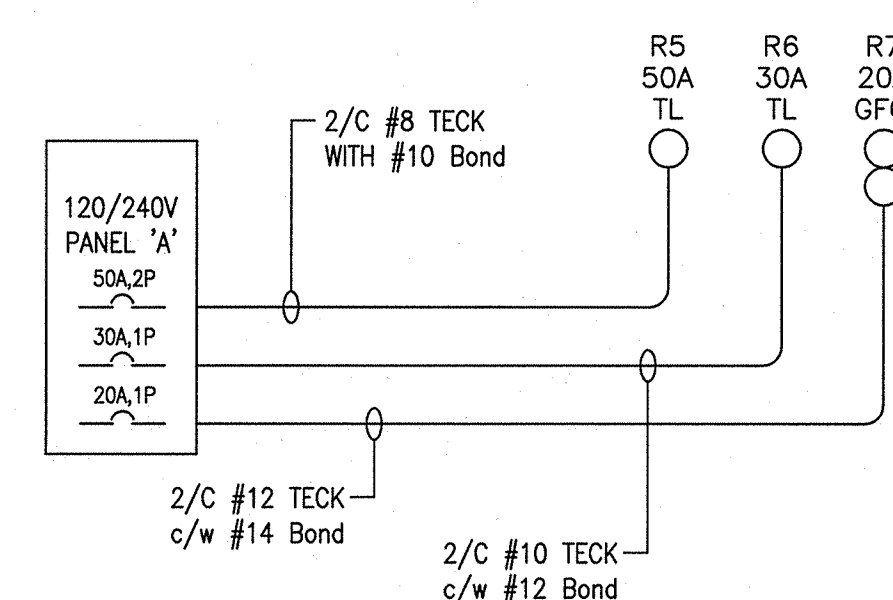 R5
50A
TL
R6
30A
TL
2/C #8 TECK
WITH #10 Bond
120/240V
PANEL 'A'
50A,2P
30A,1P
20A,1P
2/C #12 TECK
c/w #14 Bond
2/C #10 TECK
c/w #12 Bond